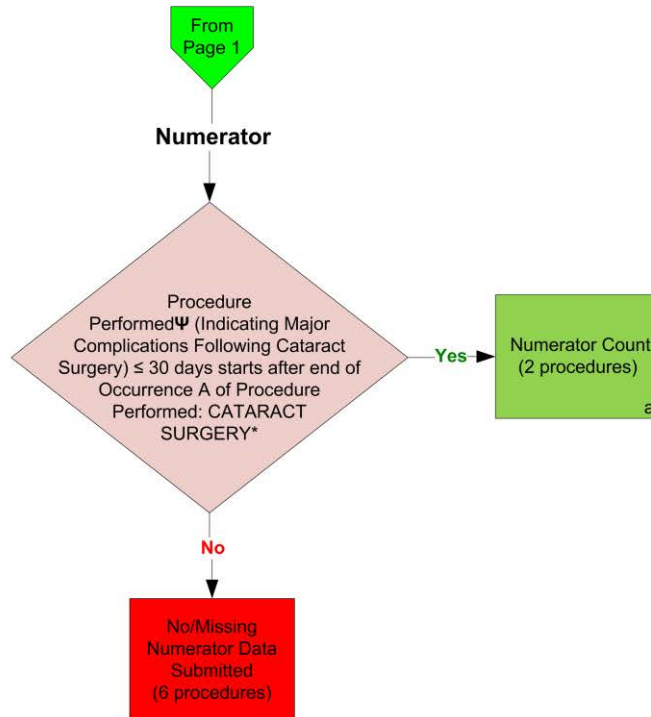 From
Page 1
Numerator
Procedure
PerformedΨ (Indicating Major
Complications Following Cataract
Surgery) ≤ 30 days starts after end of
Occurrence A of Procedure
Performed: CATARACT
SURGERY*
Yes
Numerator Count
(2 procedures)
a
No
No/Missing
Numerator Data
Submitted
(6 procedures)